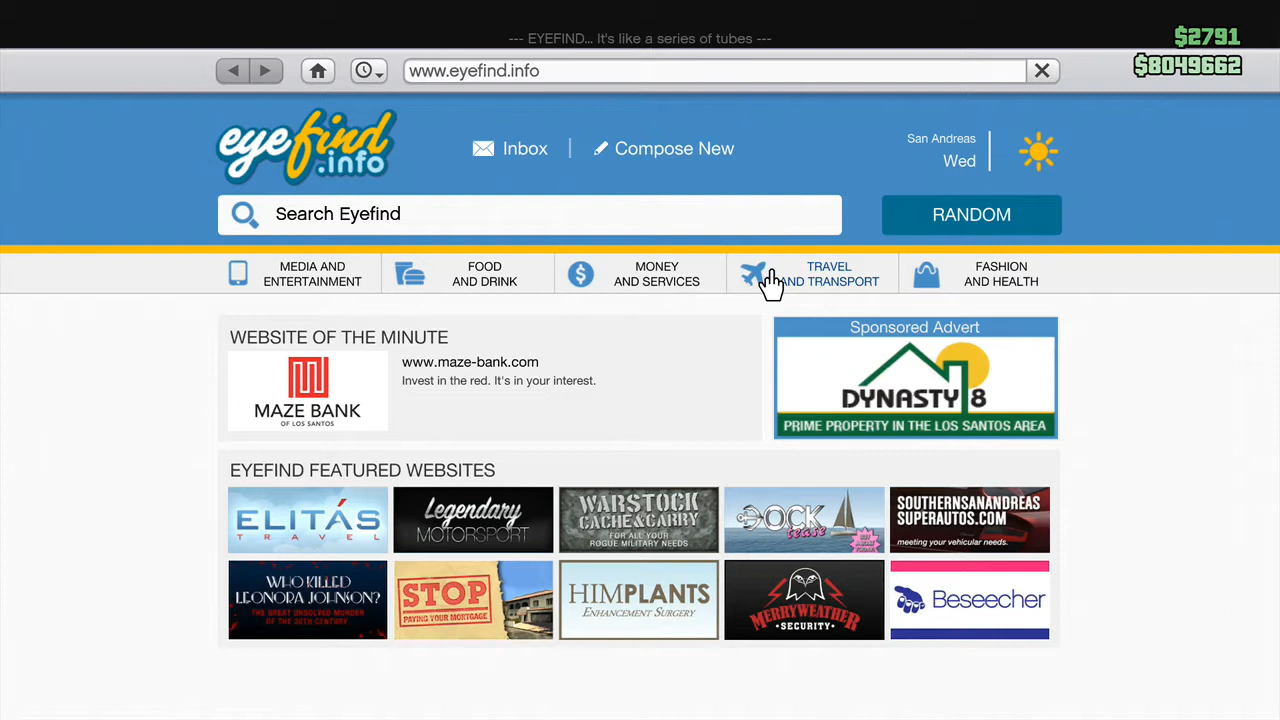 --- EYEFIND... It's like a series of tubes ---
$2791
$8049662
www.eyefind.info
eyefind
.info
Inbox
Compose New
San Andreas
Wed
Search Eyefind
RANDOM
MEDIA AND
ENTERTAINMENT
FOOD
AND DRINK
MONEY
AND SERVICES
TRAVEL
AND TRANSPORT
FASHION
AND HEALTH
WEBSITE OF THE MINUTE
MAZE BANK
OF LOS SANTOS
www.maze-bank.com
Invest in the red. It's in your interest.
Sponsored Advert
DYNASTY 8
PRIME PROPERTY IN THE LOS SANTOS AREA
EYEFIND FEATURED WEBSITES
ELITÁS
TRAVEL
Legendary
MOTORSPORT
WARSTOCK
CACHE&CARRY
FOR ALL YOUR
ROGUE MILITARY NEEDS
DOCK
tease
SOUTHERNSANANDREAS
SUPERAUTOS.COM
meeting your vehicular needs.
WHO KILLED
LEONORA JOHNSON?
THE GREAT UNSOLVED MURDER
OF THE 20TH CENTURY
STOP
PAYING YOUR MORTGAGE
HIMPLANTS
ENHANCEMENT SURGERY
MERRYWEATHER
SECURITY
Beseecher